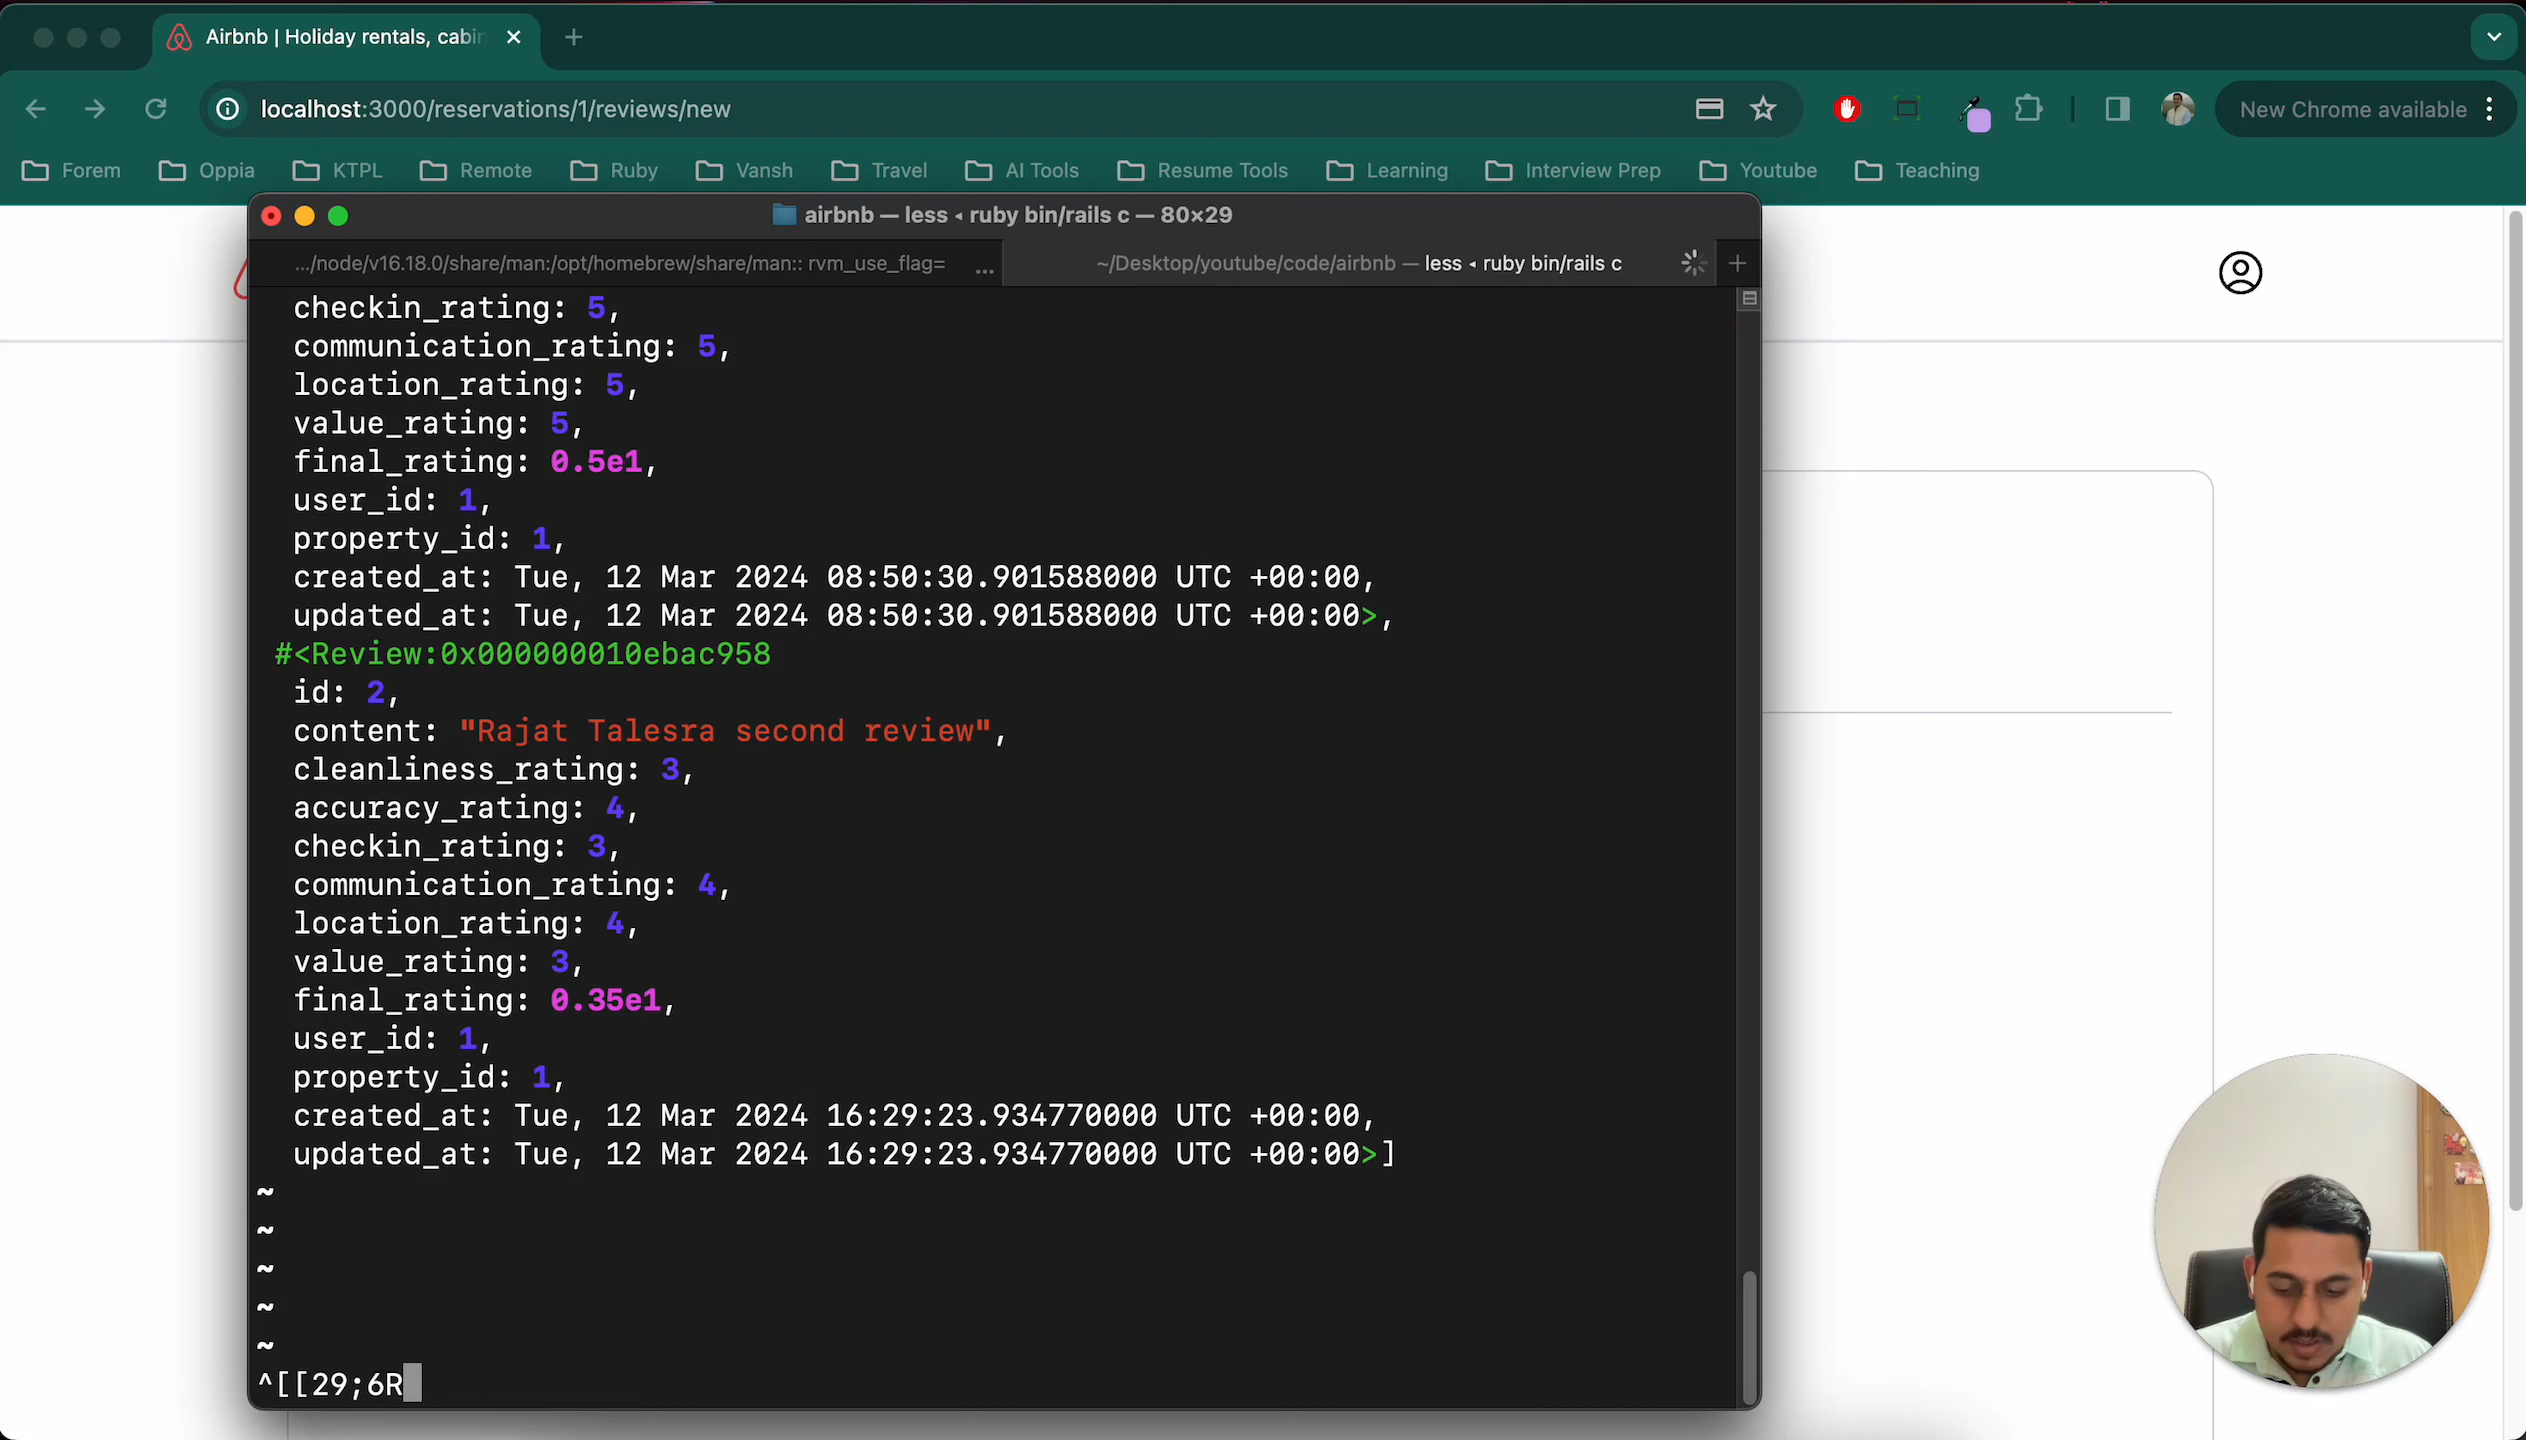 Airbnb | Holiday rentals, cabin
localhost:3000/reservations/1/reviews/new
New Chrome available
Forem Oppia KTPL Remote Ruby Vansh Travel AI Tools Resume Tools Learning Interview Prep Youtube Teaching
airbnb — less ◂ ruby bin/rails c — 80×29
.../node/v16.18.0/share/man:/opt/homebrew/share/man:: rvm_use_flag= ...
~/Desktop/youtube/code/airbnb — less ◂ ruby bin/rails c
checkin_rating: 5,
communication_rating: 5,
location_rating: 5,
value_rating: 5,
final_rating: 0.5e1,
user_id: 1,
property_id: 1,
created_at: Tue, 12 Mar 2024 08:50:30.901588000 UTC +00:00,
updated_at: Tue, 12 Mar 2024 08:50:30.901588000 UTC +00:00>,
#<Review:0x000000010ebac958
id: 2,
content: "Rajat Talesra second review",
cleanliness_rating: 3,
accuracy_rating: 4,
checkin_rating: 3,
communication_rating: 4,
location_rating: 4,
value_rating: 3,
final_rating: 0.35e1,
user_id: 1,
property_id: 1,
created_at: Tue, 12 Mar 2024 16:29:23.934770000 UTC +00:00,
updated_at: Tue, 12 Mar 2024 16:29:23.934770000 UTC +00:00>]
~
~
~
~
~
^[[29;6R